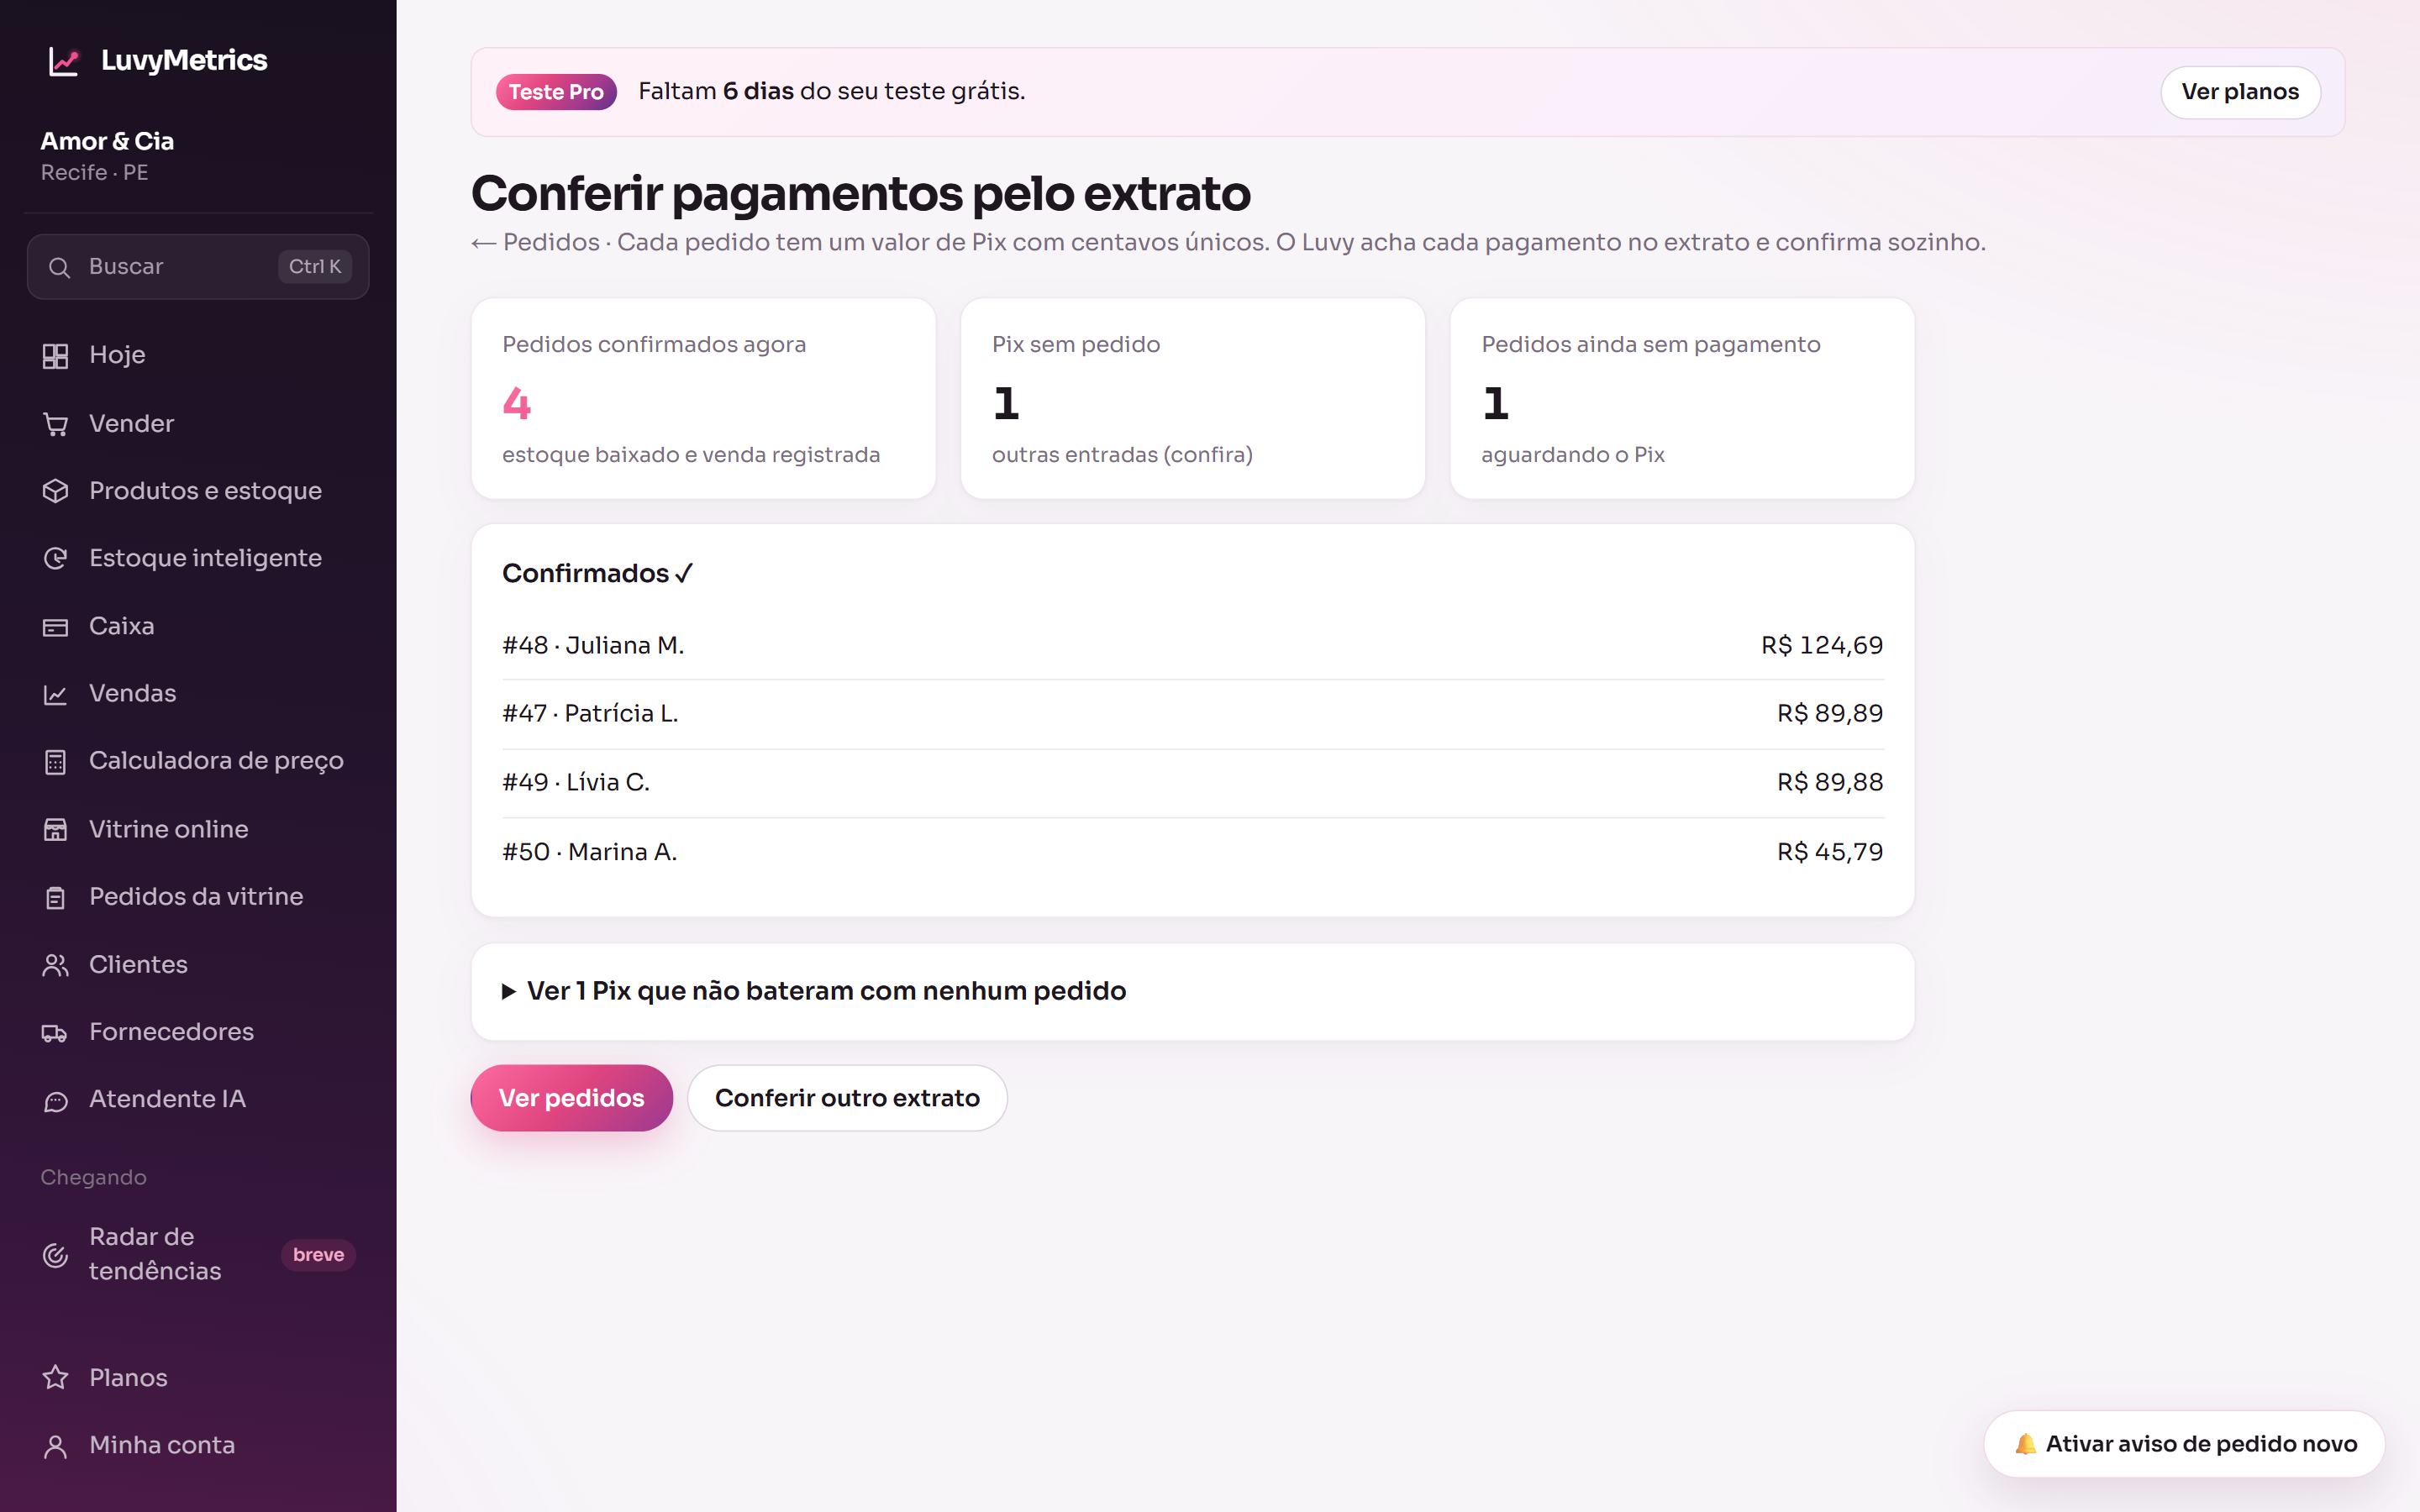 LuvyMetrics
Amor & Cia
Recife · PE
Buscar Ctrl K
Hoje
Vender
Produtos e estoque
Estoque inteligente
Caixa
Vendas
Calculadora de preço
Vitrine online
Pedidos da vitrine
Clientes
Fornecedores
Atendente IA
Chegando
Radar de
tendências
breve
Planos
Minha conta
Teste Pro Faltam 6 dias do seu teste grátis. Ver planos
Conferir pagamentos pelo extrato
← Pedidos · Cada pedido tem um valor de Pix com centavos únicos. O Luvy acha cada pagamento no extrato e confirma sozinho.
Pedidos confirmados agora
4
estoque baixado e venda registrada
Pix sem pedido
1
outras entradas (confira)
Pedidos ainda sem pagamento
1
aguardando o Pix
Confirmados ✓
#48 · Juliana M. R$ 124,69
#47 · Patrícia L. R$ 89,89
#49 · Lívia C. R$ 89,88
#50 · Marina A. R$ 45,79
▶ Ver 1 Pix que não bateram com nenhum pedido
Ver pedidos Conferir outro extrato
🔔 Ativar aviso de pedido novo